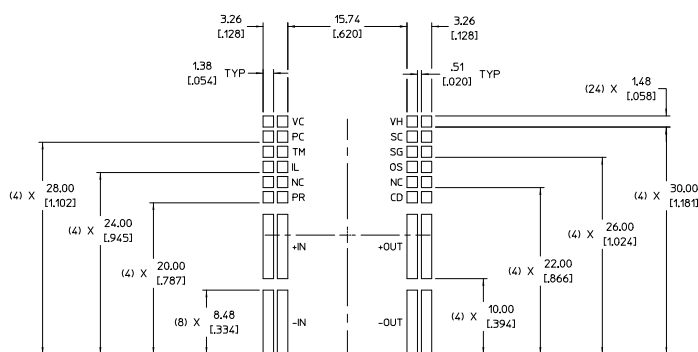 3.26
[.128]
15.74
[.620]
3.26
[.128]
1.38
[.054]
TYP
.51
[.020]
TYP
(24) X 1.48
[.058]
VC VH
PC SC
TM SG
IL OS
NC NC
PR CD
(4) X 28.00
[1.102]
(4) X 30.00
[1.181]
(4) X 24.00
[.945]
(4) X 26.00
[1.024]
+IN +OUT
(4) X 20.00
[.787]
(4) X 22.00
[.866]
(8) X 8.48
[.334]
-IN -OUT
(4) X 10.00
[.394]